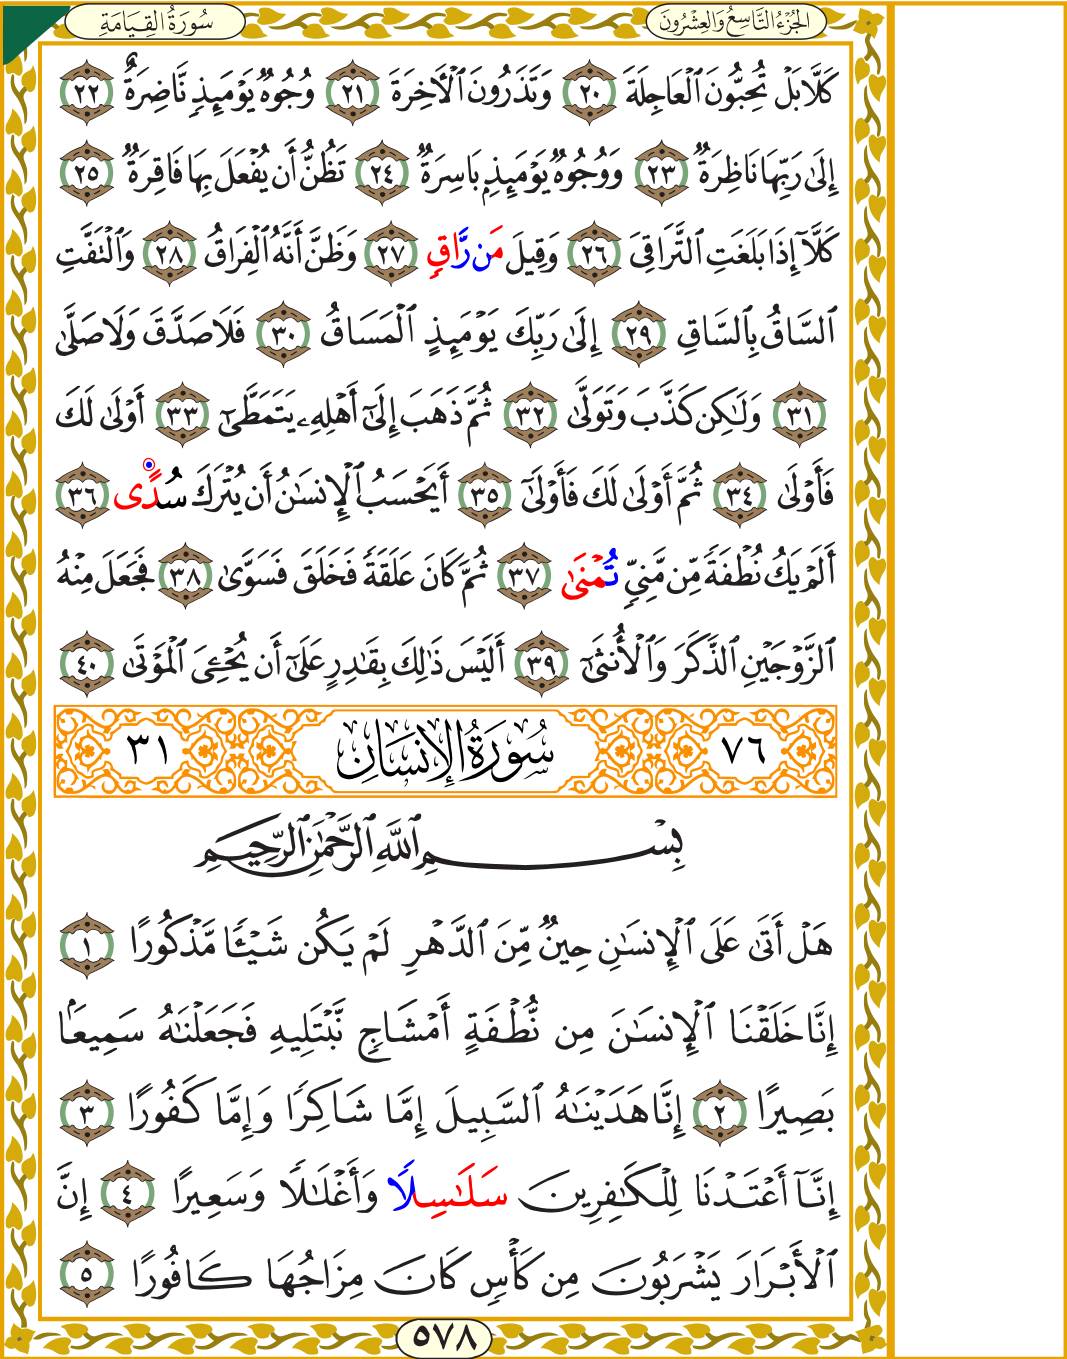 سُورَةُ القِيَامَةِ
الجُزْءُ التَّاسِعُ وَالعِشْرُونَ
كَلَّا بَلۡ تُحِبُّونَ ٱلۡعَاجِلَةَ ٢٠ وَتَذَرُونَ ٱلۡأٓخِرَةَ ٢١ وُجُوهٞ يَوۡمَئِذٖ نَّاضِرَةٌ ٢٢
إِلَىٰ رَبِّهَا نَاظِرَةٞ ٢٣ وَوُجُوهٞ يَوۡمَئِذِۭ بَاسِرَةٞ ٢٤ تَظُنُّ أَن يُفۡعَلَ بِهَا فَاقِرَةٞ ٢٥
كَلَّآ إِذَا بَلَغَتِ ٱلتَّرَاقِيَ ٢٦ وَقِيلَ مَن رَّاقٖ ٢٧ وَظَنَّ أَنَّهُ ٱلۡفِرَاقُ ٢٨ وَٱلۡتَفَّتِ
ٱلسَّاقُ بِٱلسَّاقِ ٢٩ إِلَىٰ رَبِّكَ يَوۡمَئِذٍ ٱلۡمَسَاقُ ٣٠ فَلَا صَدَّقَ وَلَا صَلَّىٰ
٣١ وَلَٰكِن كَذَّبَ وَتَوَلَّىٰ ٣٢ ثُمَّ ذَهَبَ إِلَىٰٓ أَهۡلِهِۦ يَتَمَطَّىٰٓ ٣٣ أَوۡلَىٰ لَكَ
فَأَوۡلَىٰ ٣٤ ثُمَّ أَوۡلَىٰ لَكَ فَأَوۡلَىٰٓ ٣٥ أَيَحۡسَبُ ٱلۡإِنسَٰنُ أَن يُتۡرَكَ سُدًى ٣٦
أَلَمۡ يَكُ نُطۡفَةٗ مِّن مَّنِيّٖ تُمۡنَىٰ ٣٧ ثُمَّ كَانَ عَلَقَةٗ فَخَلَقَ فَسَوَّىٰ ٣٨ فَجَعَلَ مِنۡهُ
ٱلزَّوۡجَيۡنِ ٱلذَّكَرَ وَٱلۡأُنثَىٰٓ ٣٩ أَلَيۡسَ ذَٰلِكَ بِقَٰدِرٍ عَلَىٰٓ أَن يُحۡـِۧيَ ٱلۡمَوۡتَىٰ ٤٠
٧٦ سُورَةُ الإِنسَانِ ٣١
بِسۡمِ ٱللَّهِ ٱلرَّحۡمَٰنِ ٱلرَّحِيمِ
هَلۡ أَتَىٰ عَلَى ٱلۡإِنسَٰنِ حِينٞ مِّنَ ٱلدَّهۡرِ لَمۡ يَكُن شَيۡـٔٗا مَّذۡكُورًا ١
إِنَّا خَلَقۡنَا ٱلۡإِنسَٰنَ مِن نُّطۡفَةٍ أَمۡشَاجٖ نَّبۡتَلِيهِ فَجَعَلۡنَٰهُ سَمِيعَۢا
بَصِيرًا ٢ إِنَّا هَدَيۡنَٰهُ ٱلسَّبِيلَ إِمَّا شَاكِرٗا وَإِمَّا كَفُورًا ٣
إِنَّآ أَعۡتَدۡنَا لِلۡكَٰفِرِينَ سَلَٰسِلٗا وَأَغۡلَٰلٗا وَسَعِيرًا ٤ إِنَّ
ٱلۡأَبۡرَارَ يَشۡرَبُونَ مِن كَأۡسٖ كَانَ مِزَاجُهَا كَافُورًا ٥
٥٧٨